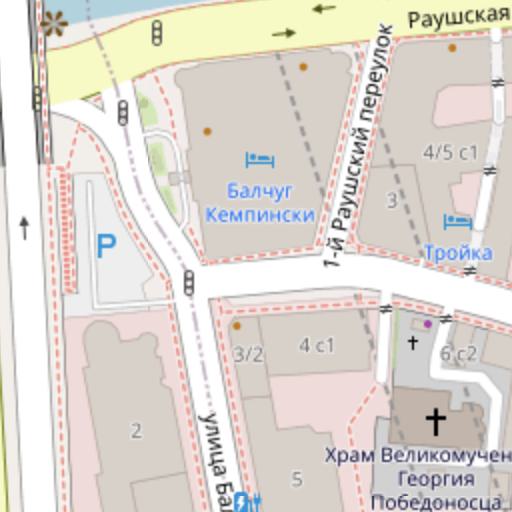 Раушская
1-й Раушский переулок
4/5 с1
Балчуг
Кемпински
3
Тройка
P
3/2
4 с1
6 с2
2
улица Бал
5
Храм Великомучен
Георгия
Победоносца